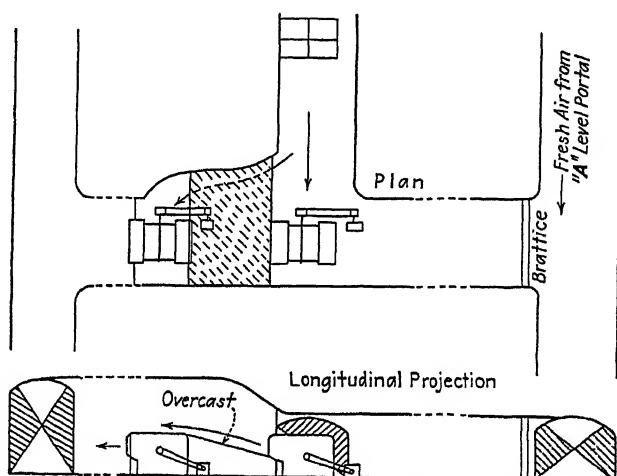 Fresh Air from
"A" Level Portal
Plan
Brattice
Longitudinal Projection
Overcast